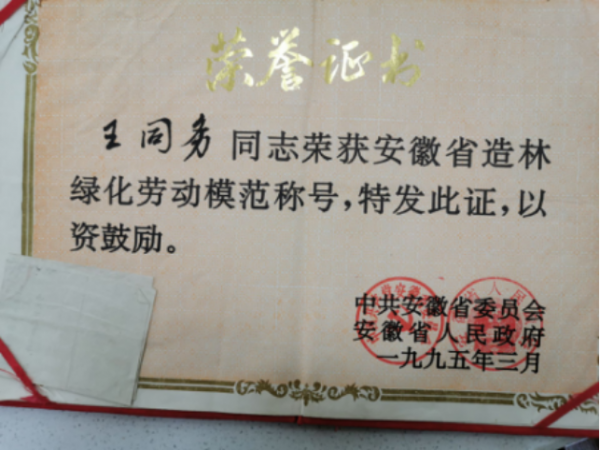 荣誉证书
王同务同志荣获安徽省造林
绿化劳动模范称号，特发此证，以
资鼓励。
中共安徽省委员会
安徽省人民政府
一九九五年三月